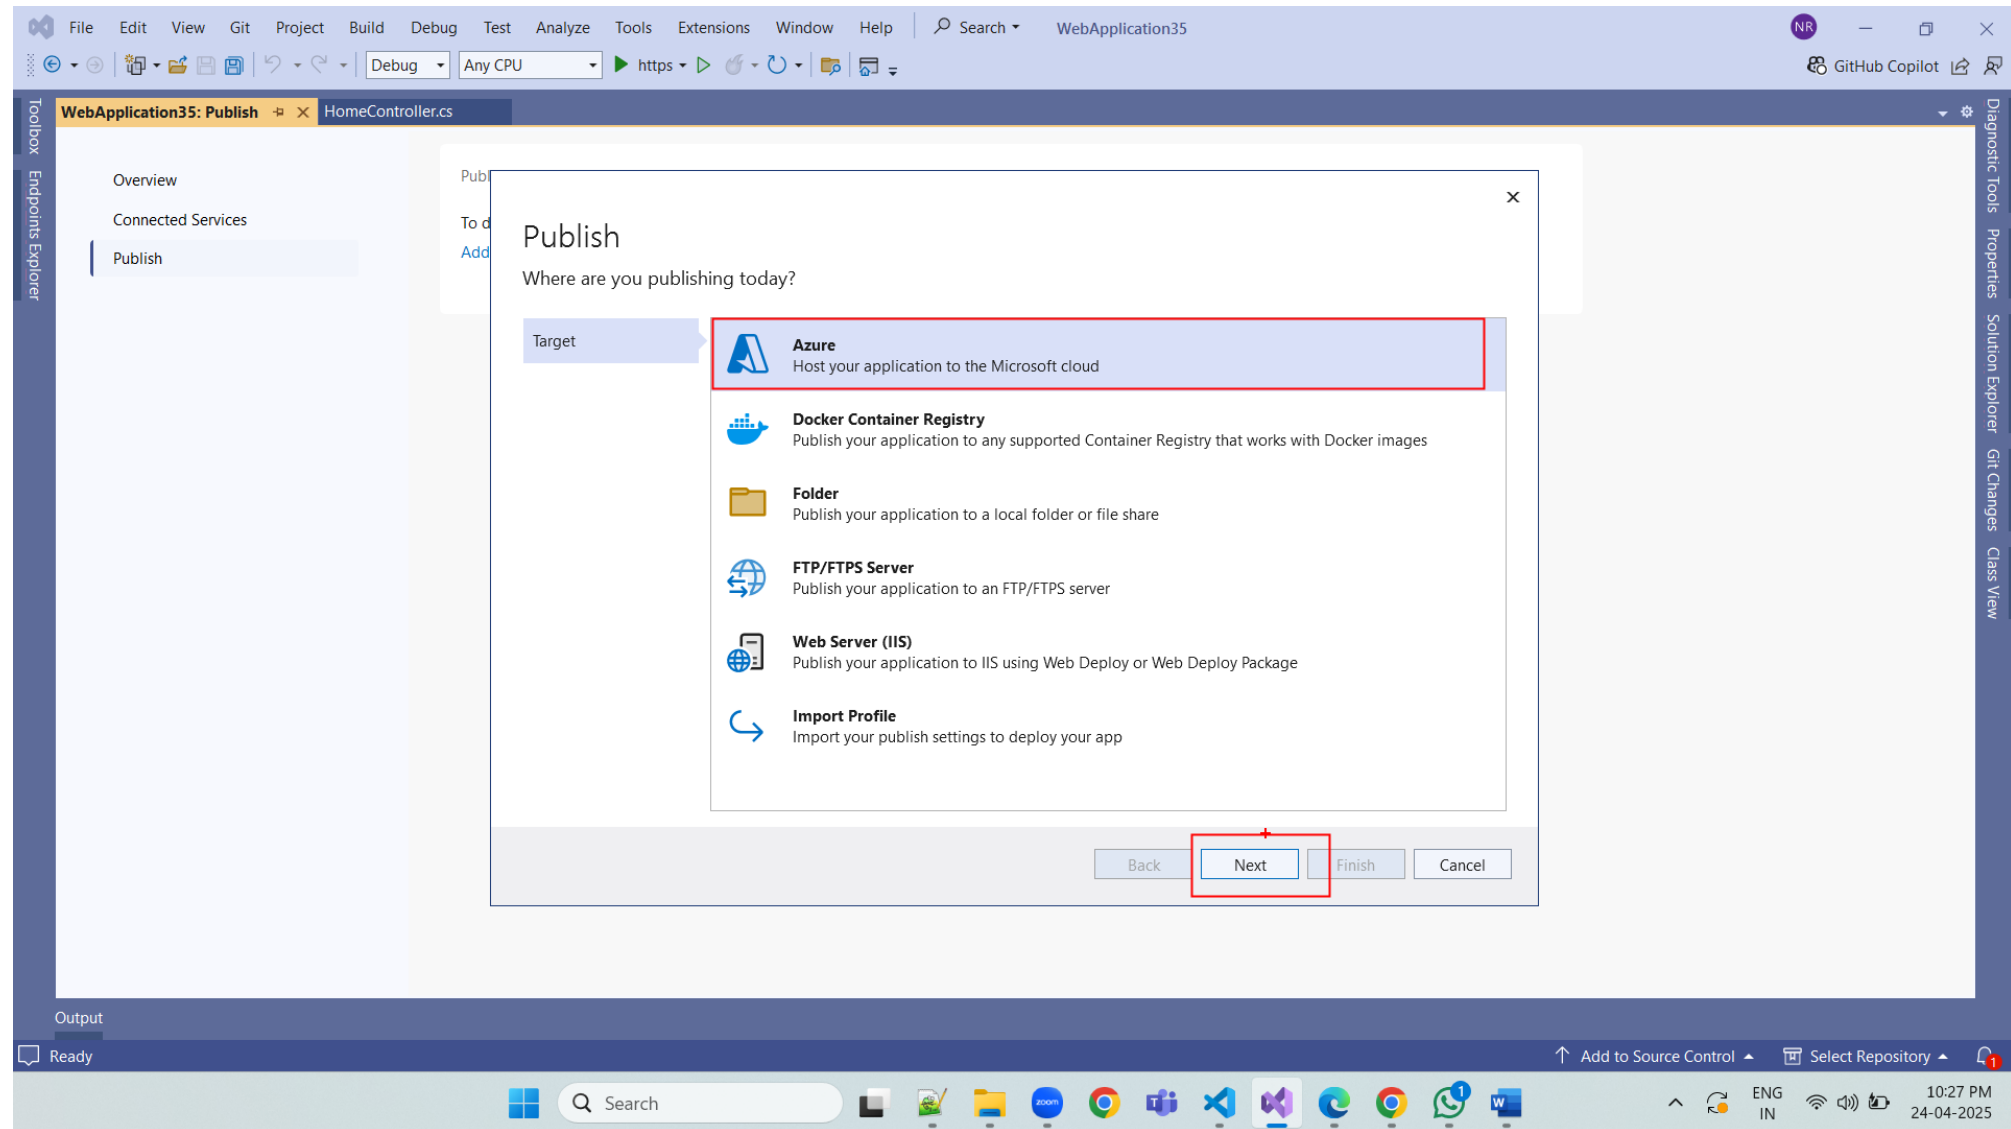 File Edit View Git Project Build Debug Test Analyze Tools Extensions Window Help Search WebApplication35 NR
Debug Any CPU https GitHub Copilot
WebApplication35: Publish HomeController.cs
Toolbox
Endpoints Explorer
Overview
Connected Services
Publish
Publ
To d
Add
Publish
Where are you publishing today?
Target
Azure
Host your application to the Microsoft cloud
Docker Container Registry
Publish your application to any supported Container Registry that works with Docker images
Folder
Publish your application to a local folder or file share
FTP/FTPS Server
Publish your application to an FTP/FTPS server
Web Server (IIS)
Publish your application to IIS using Web Deploy or Web Deploy Package
Import Profile
Import your publish settings to deploy your app
Back Next Finish Cancel
Diagnostic Tools
Properties
Solution Explorer
Git Changes
Class View
Output
Ready Add to Source Control Select Repository 1
Search zoom 1 W ENG 10:27 PM
IN 24-04-2025